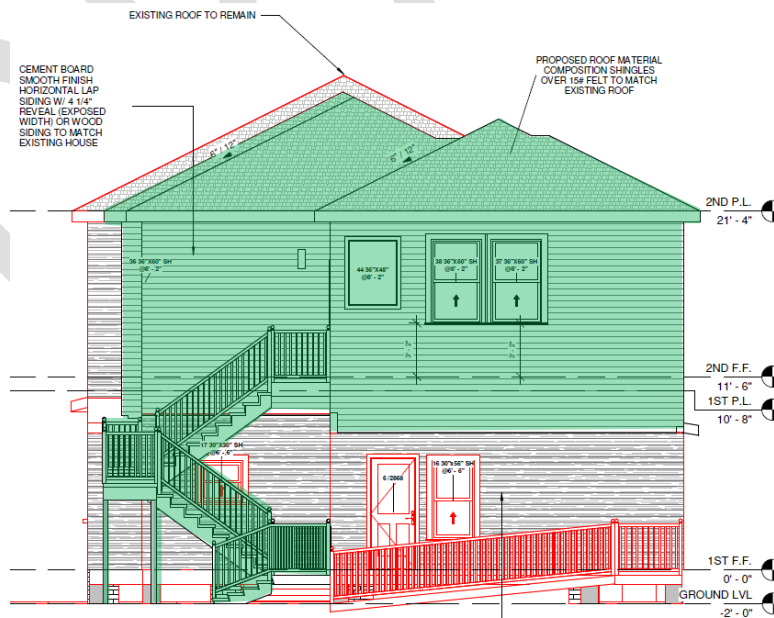 EXISTING ROOF TO REMAIN
CEMENT BOARD
SMOOTH FINISH
HORIZONTAL LAP
SIDING W/ 4 1/4"
REVEAL (EXPOSED
WIDTH) OR WOOD
SIDING TO MATCH
EXISTING HOUSE
PROPOSED ROOF MATERIAL
COMPOSITION SHINGLES
OVER 15# FELT TO MATCH
EXISTING ROOF
6" / 12"
6" / 12"
2ND P.L.
21' - 4"
36 36"X60" SH
@8' - 2"
44 36"X48"
@8' - 2"
38 36"X60" SH
@8' - 2"
37 36"X60" SH
@8' - 2"
2ND F.F.
11' - 6"
1ST P.L.
10' - 8"
17 30"X30" SH
@6' - 6"
6/2868
16 30"x56" SH
@6' - 6"
1ST F.F.
0' - 0"
GROUND LVL
-2' - 0"